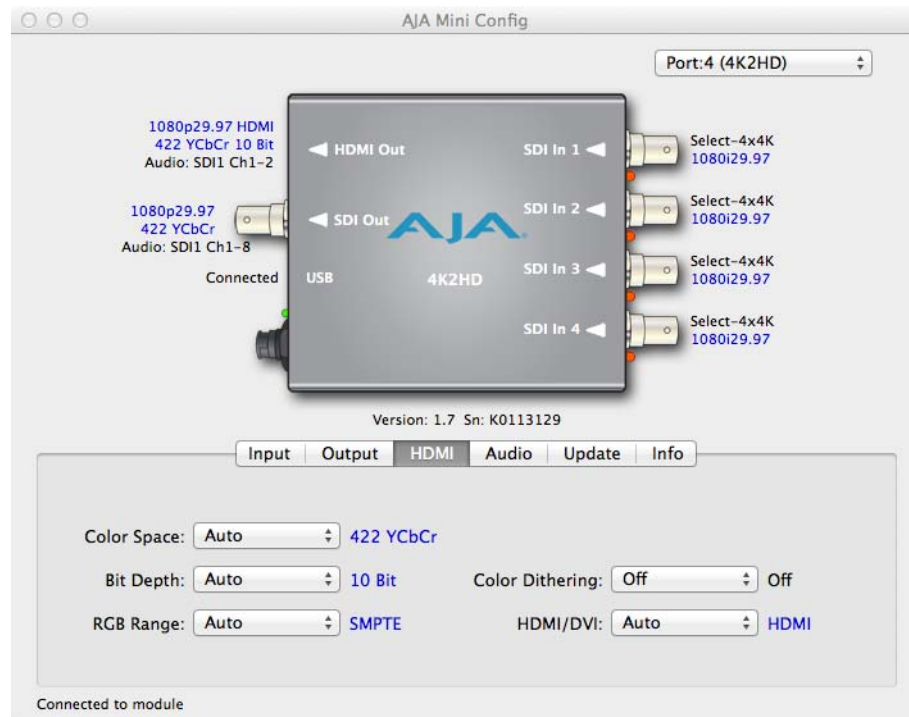 AJA Mini Config
Port:4 (4K2HD)
1080p29.97 HDMI
422 YCbCr 10 Bit
Audio: SDI1 Ch1-2
HDMI Out
SDI In 1
Select-4x4K
1080i29.97
1080p29.97
422 YCbCr
Audio: SDI1 Ch1-8
SDI Out
AJA
SDI In 2
Select-4x4K
1080i29.97
Connected
USB
4K2HD
SDI In 3
Select-4x4K
1080i29.97
SDI In 4
Select-4x4K
1080i29.97
Version: 1.7 Sn: K0113129
Input Output HDMI Audio Update Info
Color Space: Auto 422 YCbCr
Bit Depth: Auto 10 Bit Color Dithering: Off Off
RGB Range: Auto SMPTE HDMI/DVI: Auto HDMI
Connected to module